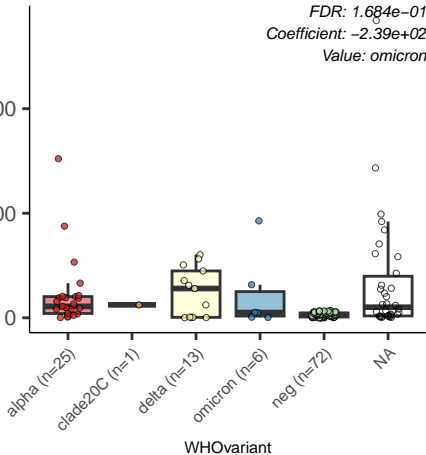 FDR: 1.684e−01
Coefficient: −2.39e+02
Value: omicron
00
00
0
alpha (n=25)
clade20C (n=1)
delta (n=13)
omicron (n=6)
neg (n=72)
NA
WHOvariant